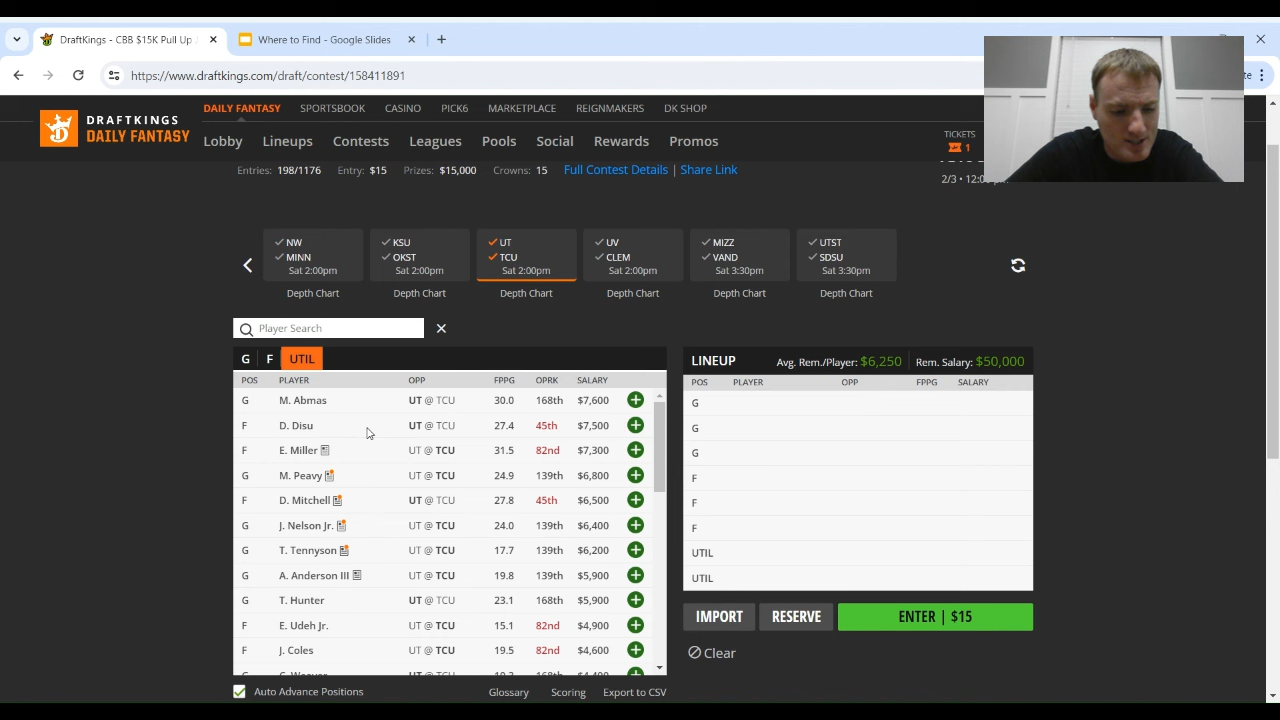 DraftKings - CBB $15K Pull Up
Where to Find - Google Slides
https://www.draftkings.com/draft/contest/158411891
DRAFTKINGS
DAILY FANTASY
DAILY FANTASY SPORTSBOOK CASINO PICK6 MARKETPLACE REIGNMAKERS DK SHOP
Lobby Lineups Contests Leagues Pools Social Rewards Promos
TICKETS
1
Entries: 198/1176 Entry: $15 Prizes: $15,000 Crowns: 15 Full Contest Details | Share Link
NW KSU UT UV MIZZ UTST
MINN OKST TCU CLEM VAND SDSU
Sat 2:00pm Sat 2:00pm Sat 2:00pm Sat 2:00pm Sat 3:30pm Sat 3:30pm
Depth Chart Depth Chart Depth Chart Depth Chart Depth Chart Depth Chart
Player Search
G F UTIL
POS PLAYER OPP FPPG OPRK SALARY
G M. Abmas UT @ TCU 30.0 168th $7,600
F D. Disu UT @ TCU 27.4 45th $7,500
F E. Miller UT @ TCU 31.5 82nd $7,300
G M. Peavy UT @ TCU 24.9 139th $6,800
F D. Mitchell UT @ TCU 27.8 45th $6,500
G J. Nelson Jr. UT @ TCU 24.0 139th $6,400
G T. Tennyson UT @ TCU 17.7 139th $6,200
G A. Anderson III UT @ TCU 19.8 139th $5,900
G T. Hunter UT @ TCU 23.1 168th $5,900
F E. Udeh Jr. UT @ TCU 15.1 82nd $4,900
F J. Coles UT @ TCU 19.5 82nd $4,600
Auto Advance Positions Glossary Scoring Export to CSV
LINEUP Avg. Rem./Player: $6,250 Rem. Salary: $50,000
POS PLAYER OPP FPPG SALARY
G
G
G
F
F
F
UTIL
UTIL
IMPORT RESERVE ENTER | $15
Clear